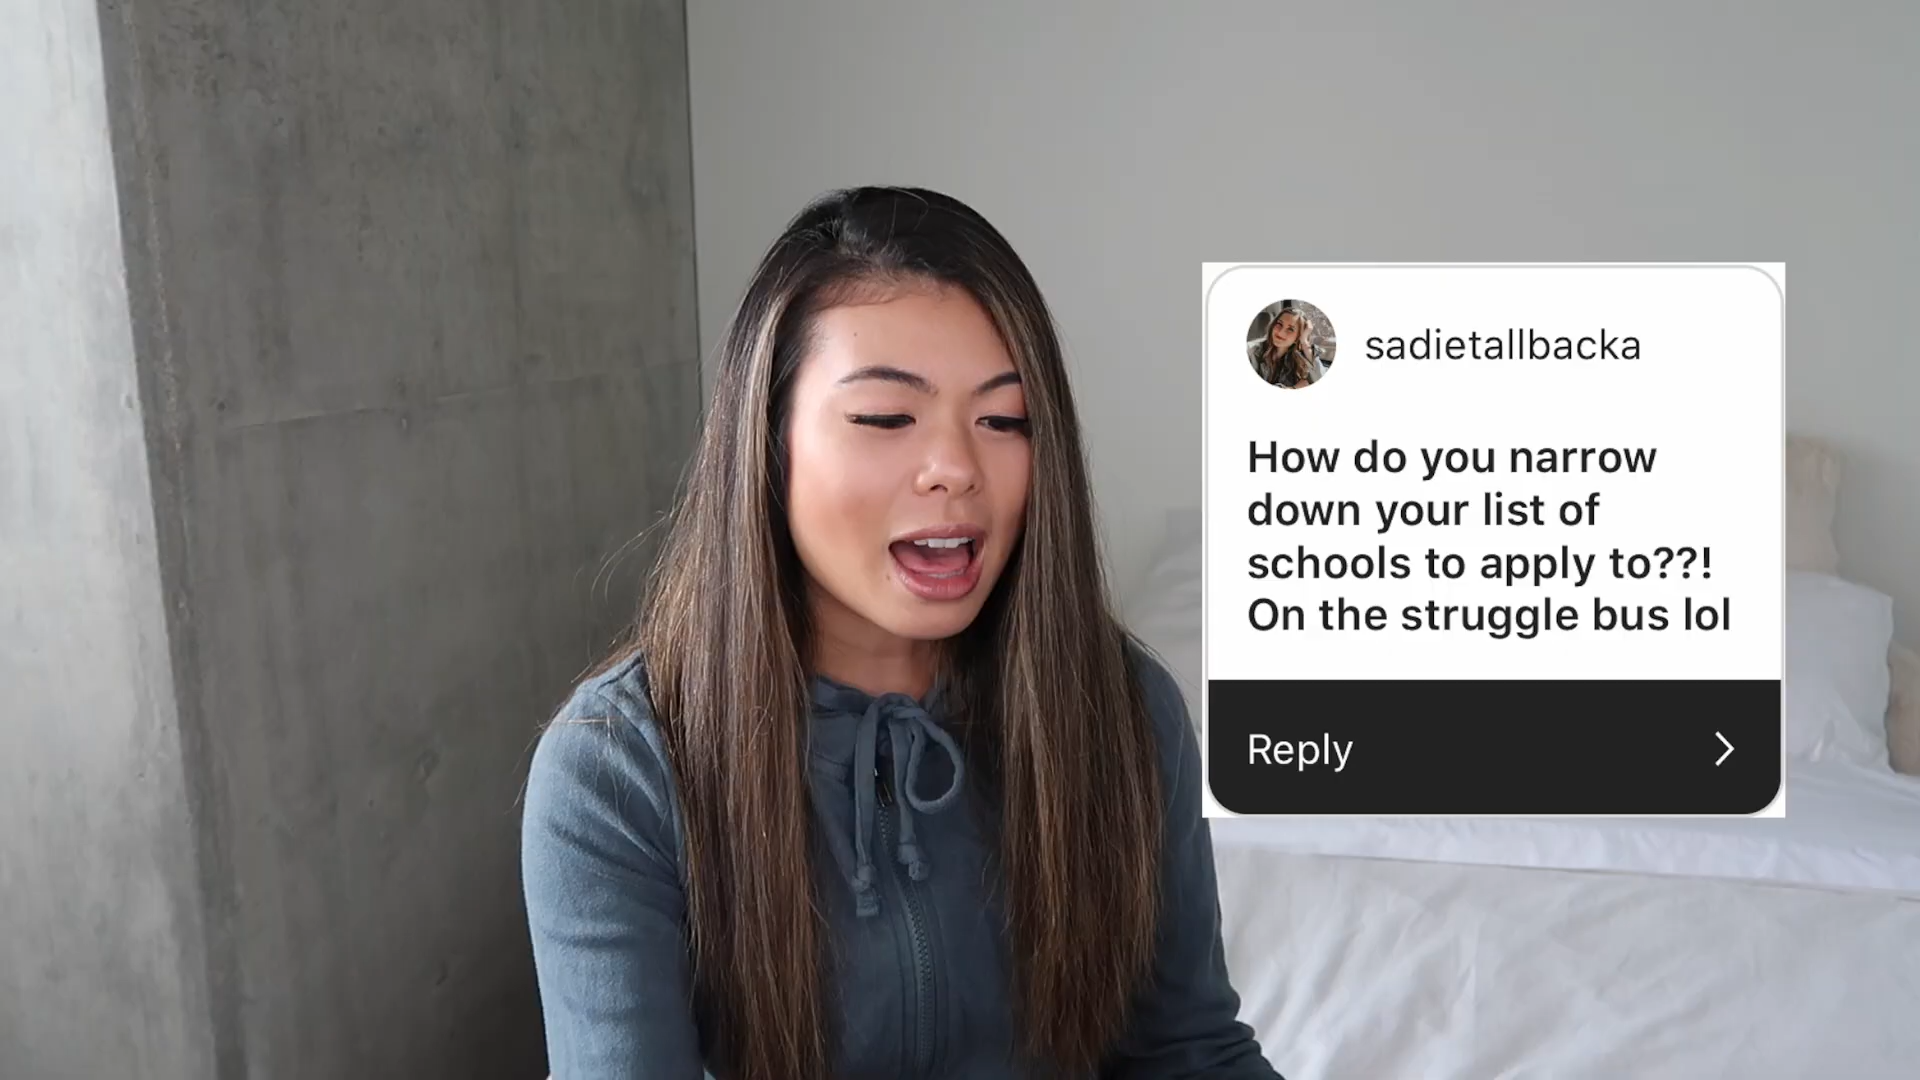 sadietallbacka
How do you narrow
down your list of
schools to apply to??!
On the struggle bus lol
Reply